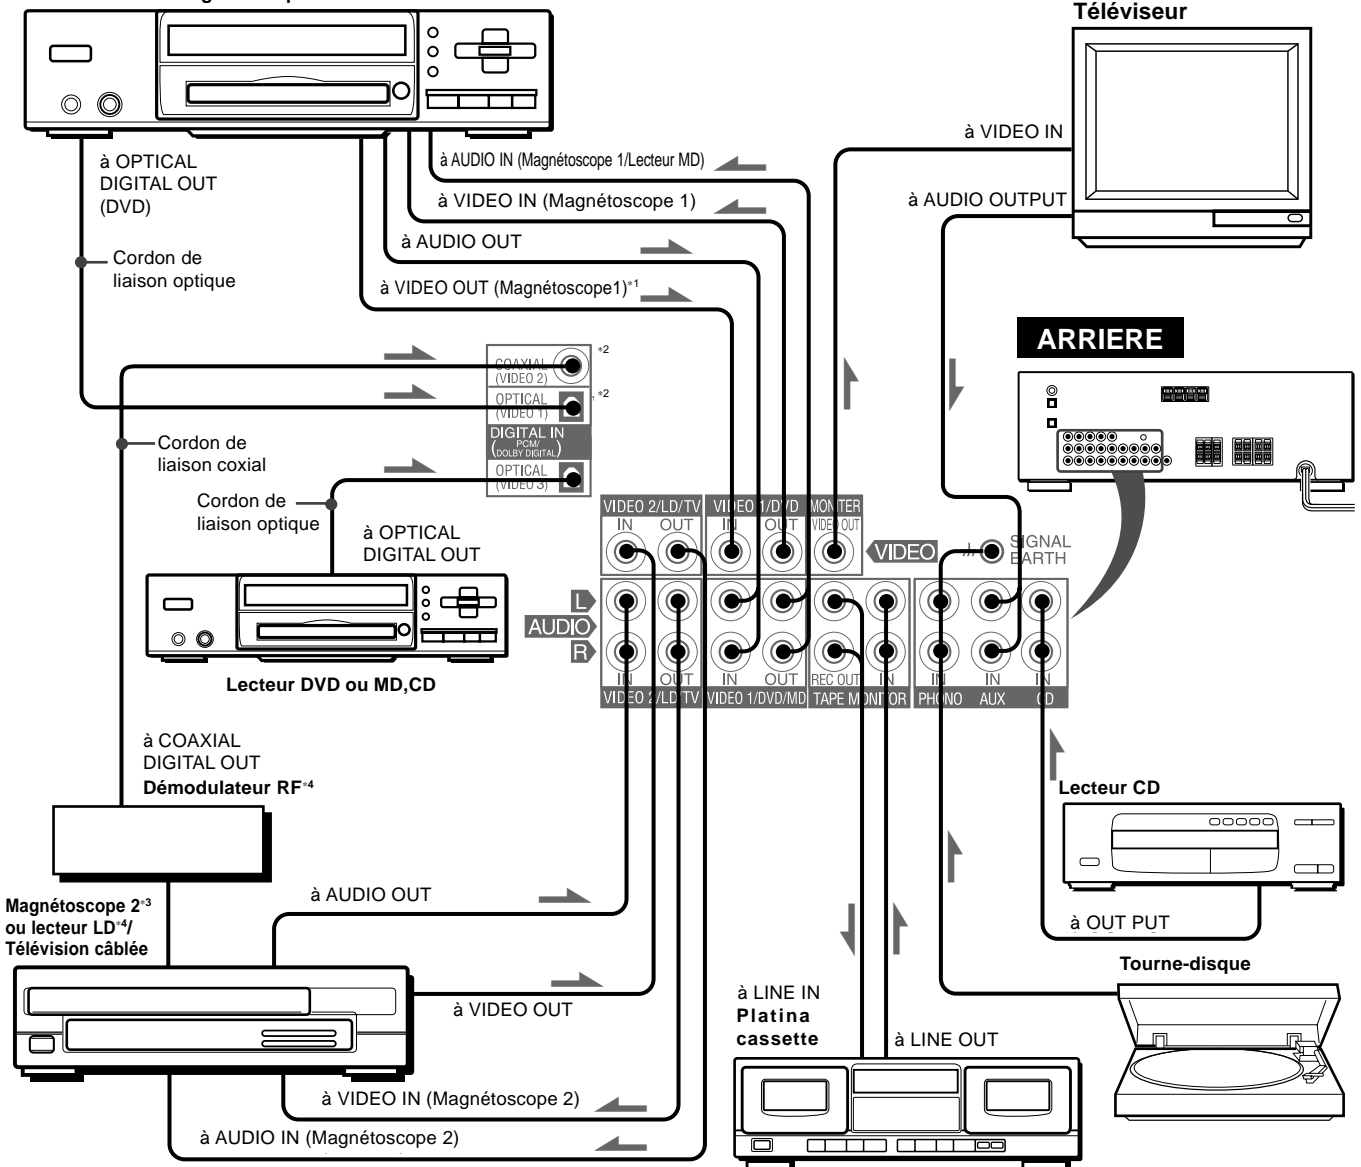 Téléviseur
à VIDEO IN
à AUDIO IN (Magnétoscope 1/Lecteur MD)
à OPTICAL
DIGITAL OUT
(DVD)
à VIDEO IN (Magnétoscope 1)
à AUDIO OUTPUT
à AUDIO OUT
Cordon de
liaison optique
à VIDEO OUT (Magnétoscope1)*1
ARRIERE
COAXIAL
(VIDEO 2)
*2
OPTICAL
(VIDEO 1)
*2
DIGITAL IN
(PCM/
DOLBY DIGITAL)
OPTICAL
(VIDEO 3)
Cordon de
liaison coxial
Cordon de
liaison optique
à OPTICAL
DIGITAL OUT
VIDEO 2/LD/TV
VIDEO 1/DVD
MONITER
IN OUT IN OUT VIDEO OUT
VIDEO
SIGNAL
EARTH
L
AUDIO
R
IN OUT IN OUT REC OUT IN IN IN IN
VIDEO 2/LD/TV VIDEO 1/DVD/MD TAPE MONITOR PHONO AUX CD
Lecteur DVD ou MD,CD
à COAXIAL
DIGITAL OUT
Démodulateur RF*4
Lecteur CD
à AUDIO OUT
Magnétoscope 2*3
ou lecteur LD*4/
Télévision câblée
à OUT PUT
Tourne-disque
à VIDEO OUT
à LINE IN
Platina
cassette
à LINE OUT
à VIDEO IN (Magnétoscope 2)
à AUDIO IN (Magnétoscope 2)